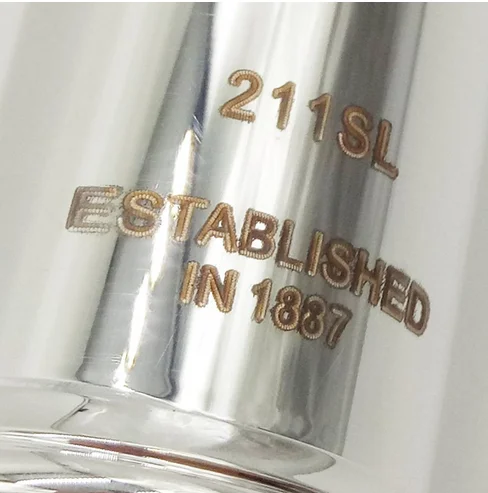 211SL
ESTABLISHED
IN 1887